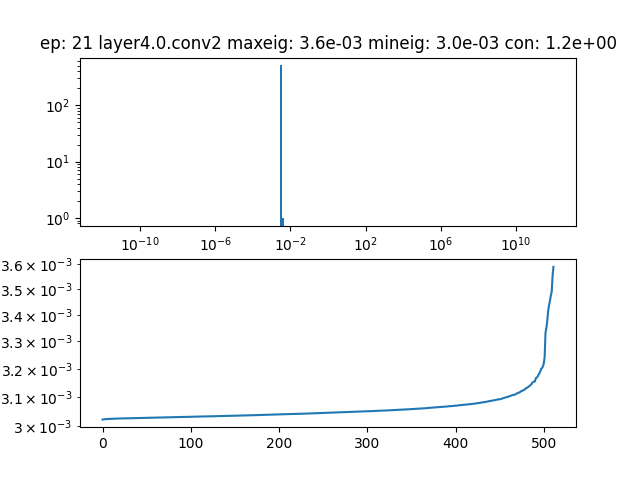 ep: 21 layer4.0.conv2 maxeig: 3.6e-03 mineig: 3.0e-03 con: 1.2e+00
10²
10¹
10⁰
10⁻¹⁰ 10⁻⁶ 10⁻² 10² 10⁶ 10¹⁰
3.6 × 10⁻³
3.5 × 10⁻³
3.4 × 10⁻³
3.3 × 10⁻³
3.2 × 10⁻³
3.1 × 10⁻³
3 × 10⁻³
0 100 200 300 400 500